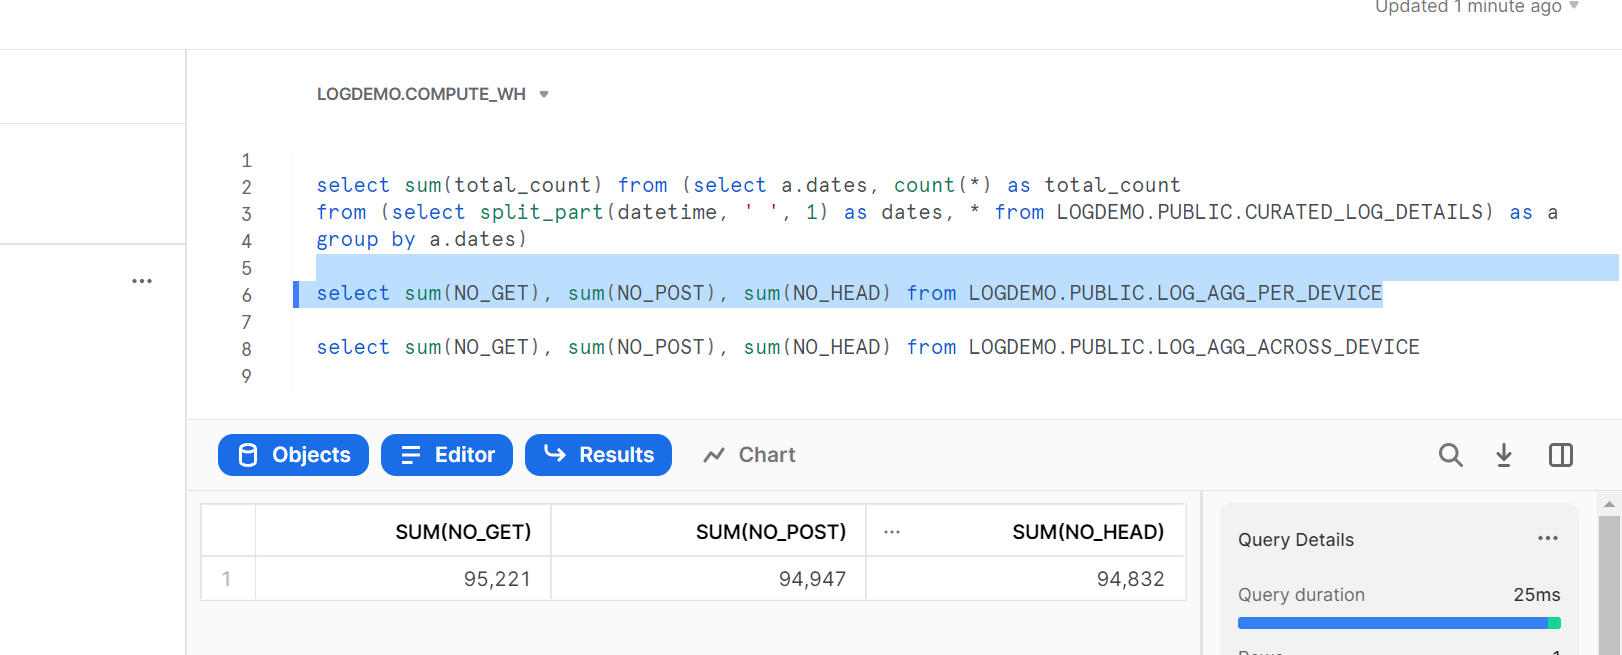 Updated 1 minute ago
LOGDEMO.COMPUTE_WH
1
2 select sum(total_count) from (select a.dates, count(*) as total_count
3 from (select split_part(datetime, ' ', 1) as dates, * from LOGDEMO.PUBLIC.CURATED_LOG_DETAILS) as a
4 group by a.dates)
5
6 select sum(NO_GET), sum(NO_POST), sum(NO_HEAD) from LOGDEMO.PUBLIC.LOG_AGG_PER_DEVICE
7
8 select sum(NO_GET), sum(NO_POST), sum(NO_HEAD) from LOGDEMO.PUBLIC.LOG_AGG_ACROSS_DEVICE
9
Objects Editor Results Chart
SUM(NO_GET) SUM(NO_POST) ... SUM(NO_HEAD)
1 95,221 94,947 94,832
Query Details ...
Query duration 25ms
Rows 1